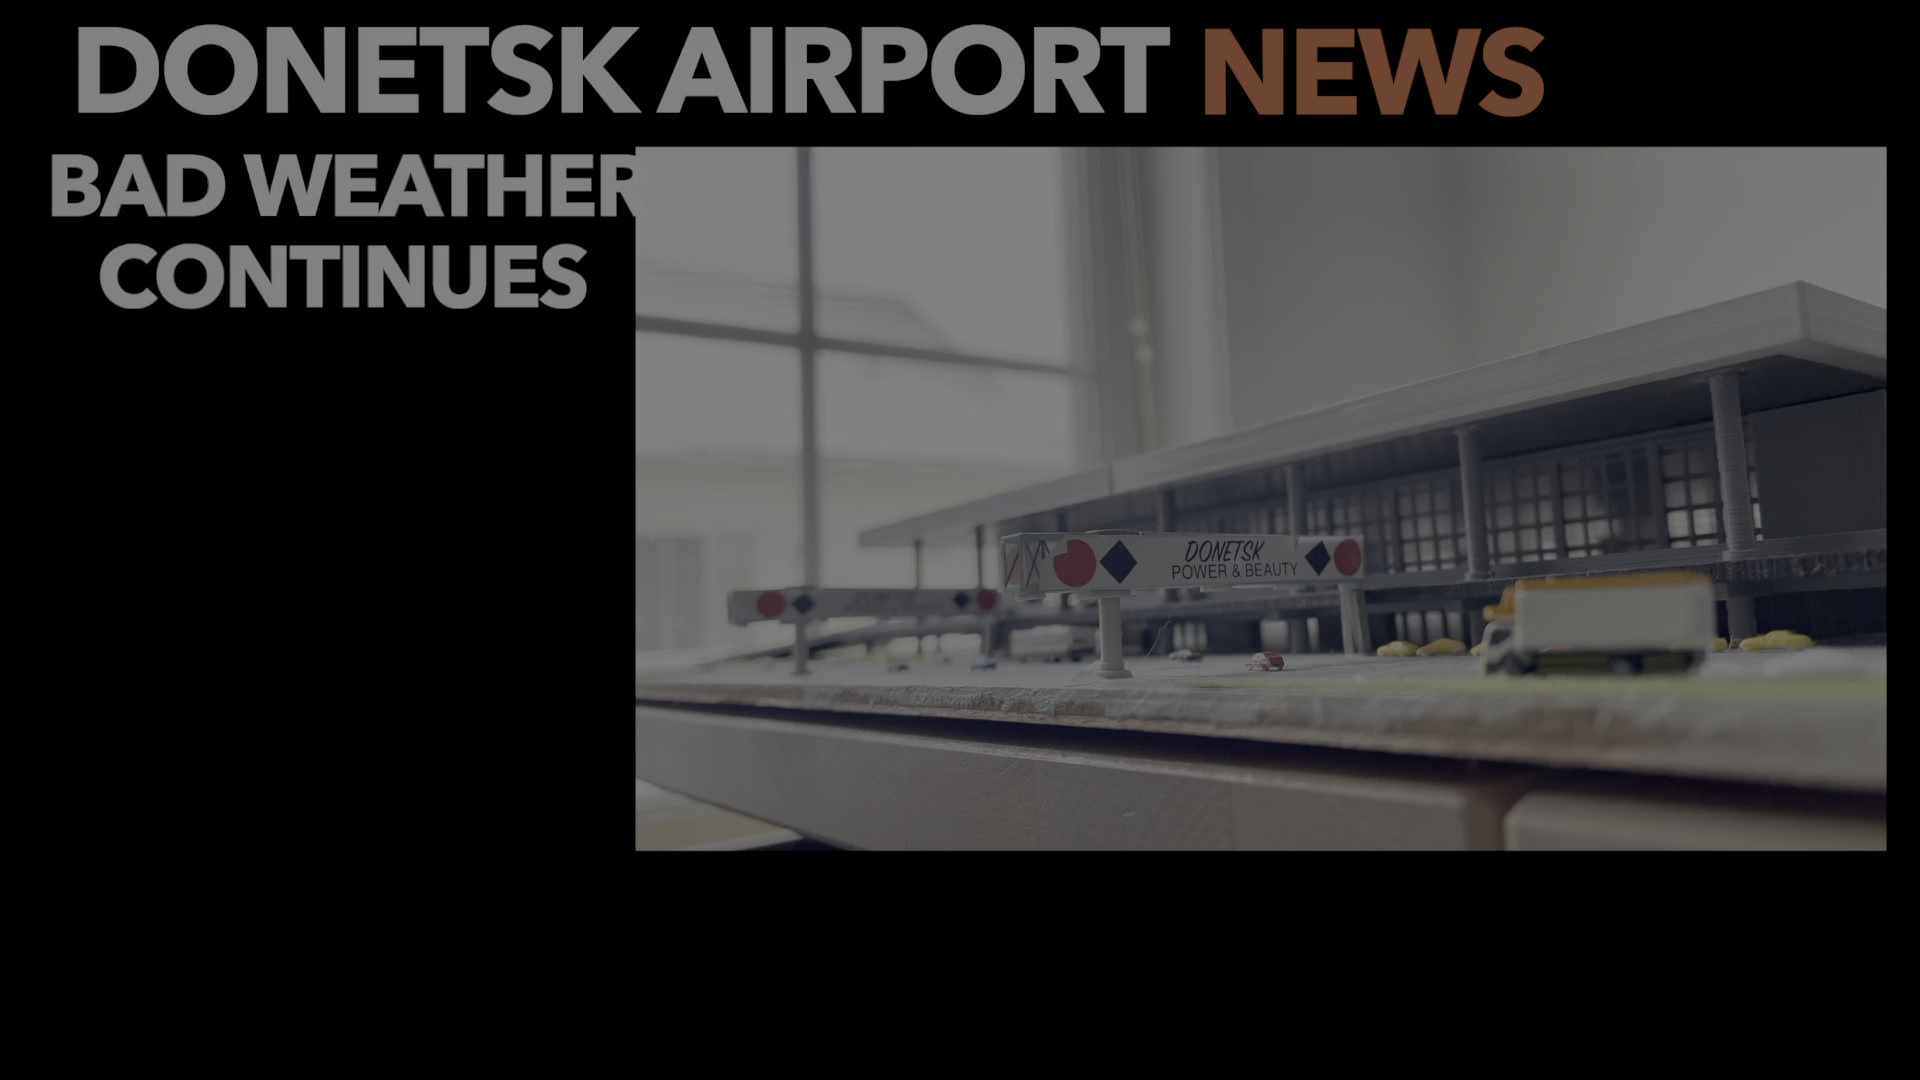 DONETSK AIRPORT NEWS
BAD WEATHER
CONTINUES
DONETSK
POWER & BEAUTY